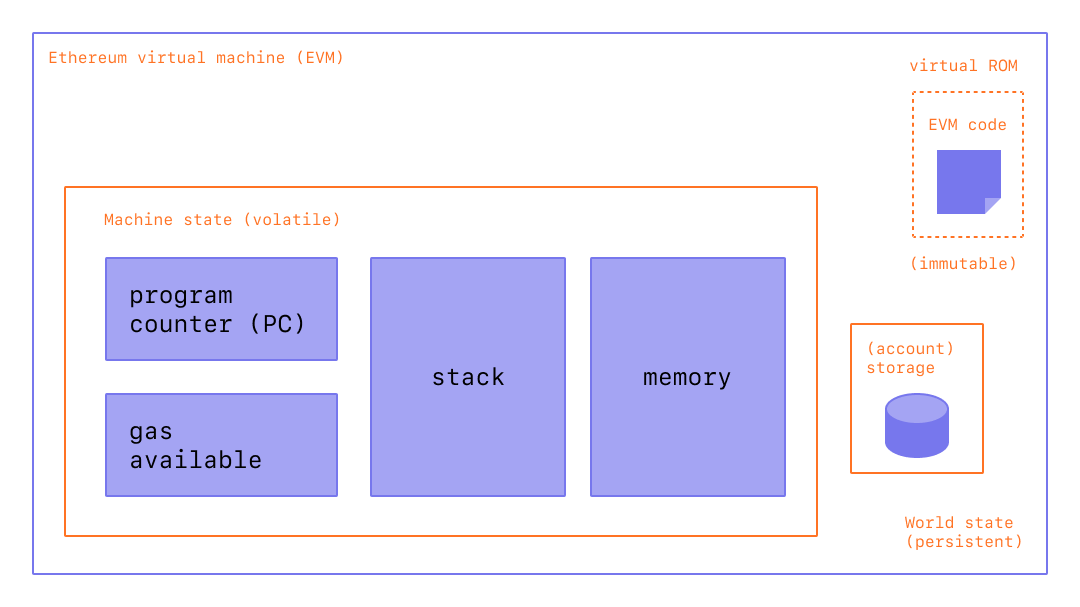 Ethereum virtual machine (EVM)
virtual ROM
EVM code
(immutable)
Machine state (volatile)
program
counter (PC)
gas
available
stack
memory
(account)
storage
World state
(persistent)